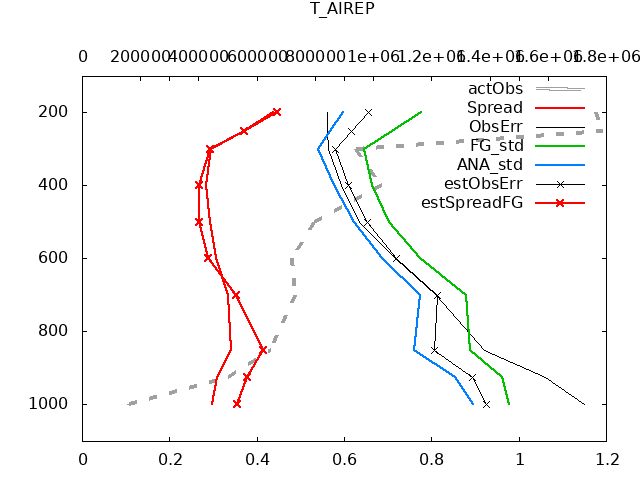 T_AIREP
0 200000 400000 600000 800000 1e+06 1.2e+06 1.4e+06 1.6e+06 1.8e+06
actObs
200
Spread
ObsErr
FG_std
ANA_std
400
estObsErr
estSpreadFG
600
800
1000
0 0.2 0.4 0.6 0.8 1 1.2